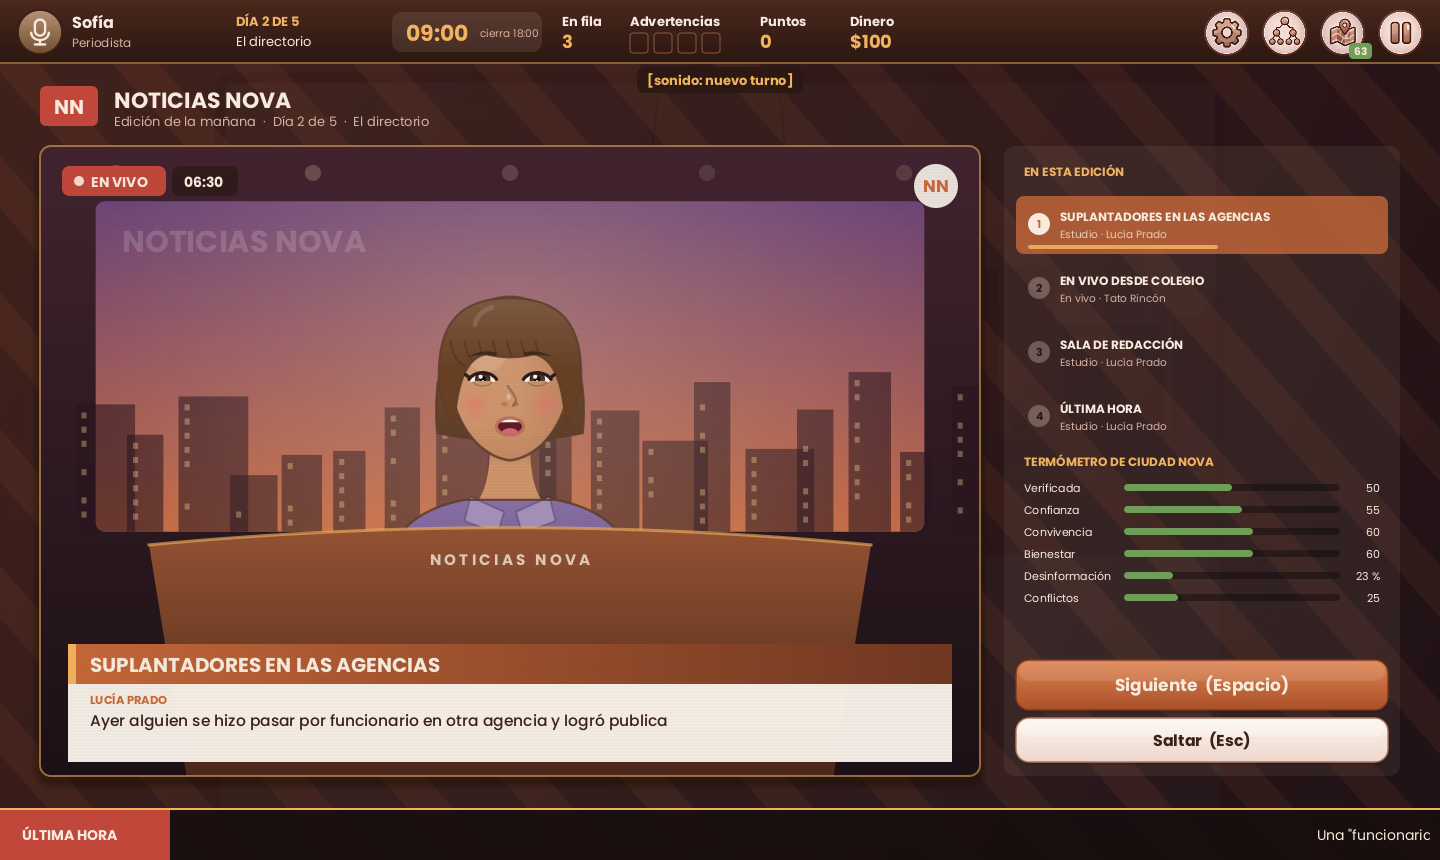 Sofía
Periodista
DÍA 2 DE 5
El directorio
09:00 cierra 18:00
En fila
3
Advertencias
Puntos
0
Dinero
$100
63
[sonido: nuevo turno]
NN
NOTICIAS NOVA
Edición de la mañana · Día 2 de 5 · El directorio
EN VIVO
06:30
NN
NOTICIAS NOVA
NOTICIAS NOVA
SUPLANTADORES EN LAS AGENCIAS
LUCÍA PRADO
Ayer alguien se hizo pasar por funcionario en otra agencia y logró publica
EN ESTA EDICIÓN
1
SUPLANTADORES EN LAS AGENCIAS
Estudio · Lucía Prado
2
EN VIVO DESDE COLEGIO
En vivo · Tato Rincón
3
SALA DE REDACCIÓN
Estudio · Lucía Prado
4
ÚLTIMA HORA
Estudio · Lucía Prado
TERMÓMETRO DE CIUDAD NOVA
Verificada 50
Confianza 55
Convivencia 60
Bienestar 60
Desinformación 23 %
Conflictos 25
Siguiente (Espacio)
Saltar (Esc)
ÚLTIMA HORA
Una "funcionaric